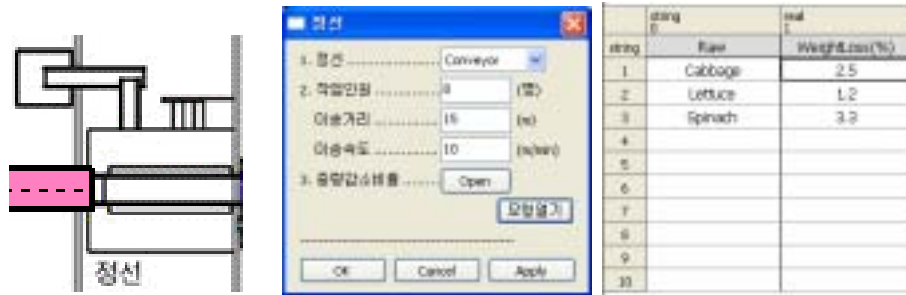 정선
정선
1. 정선 Conveyor
2. 작업인원 8 (명)
이송거리 15 (m)
이송속도 10 (m/min)
3. 중량감소비율 Open
모형열기
OK Cancel Apply
string 0 real 1
string Raw WeightLoss(%)
1 Cabbage 2.5
2 Lettuce 1.2
3 Spinach 3.3
4
5
6
7
8
9
10